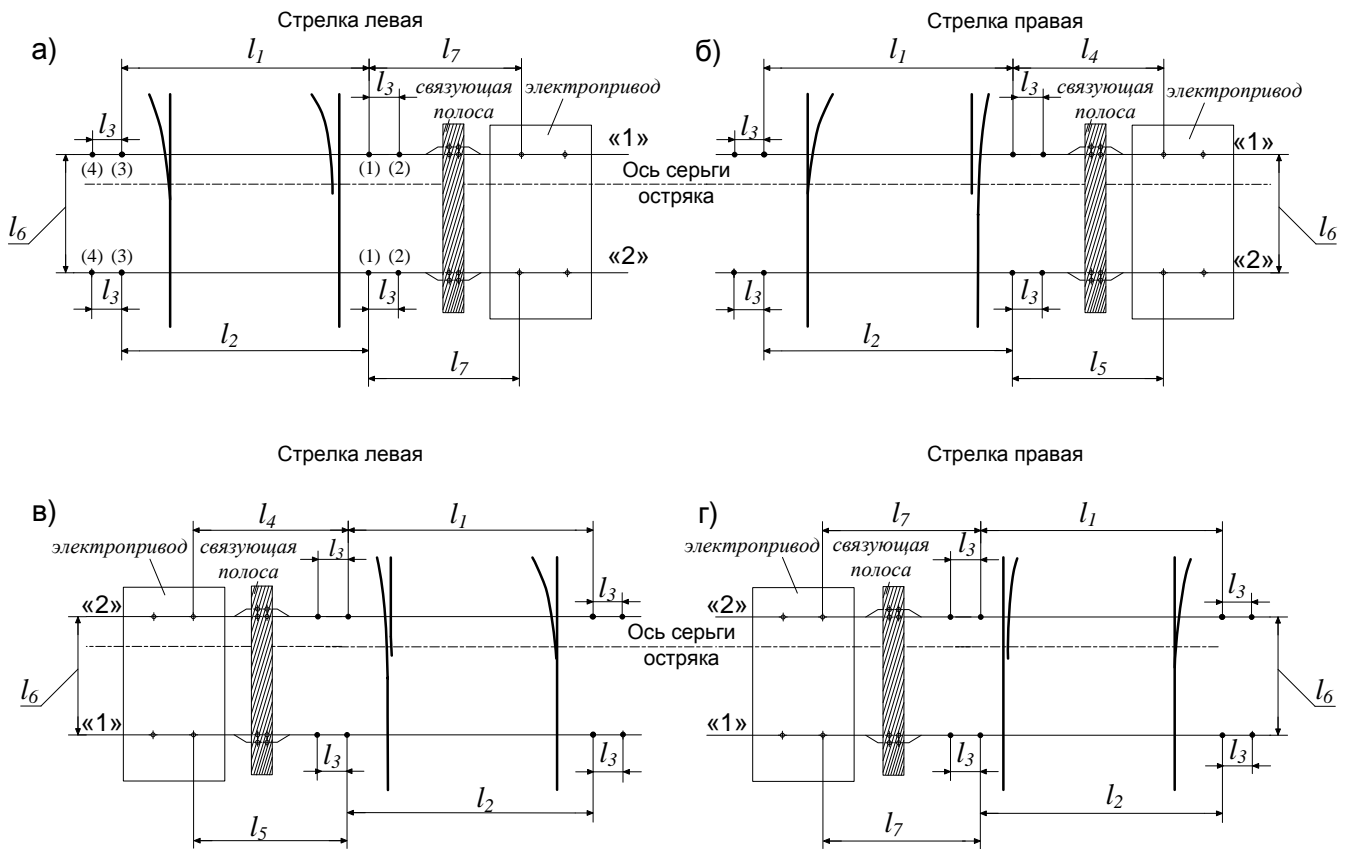 Стрелка левая
Стрелка правая
а)
l1
l7
l3
связующая
полоса
электропривод
l3
«1»
(4) (3)
(1) (2)
Ось серьги
остряка
l6
(4) (3)
(1) (2)
«2»
l3
l3
l2
l7
б)
l1
l4
l3
связующая
полоса
электропривод
l3
«1»
l6
«2»
l3
l3
l2
l5
Стрелка левая
Стрелка правая
в)
l4
l1
электропривод
связующая
полоса
l3
l3
«2»
Ось серьги
остряка
l6
«1»
l3
l3
l2
l5
г)
l7
l1
электропривод
связующая
полоса
l3
l3
«2»
l6
«1»
l3
l3
l2
l7